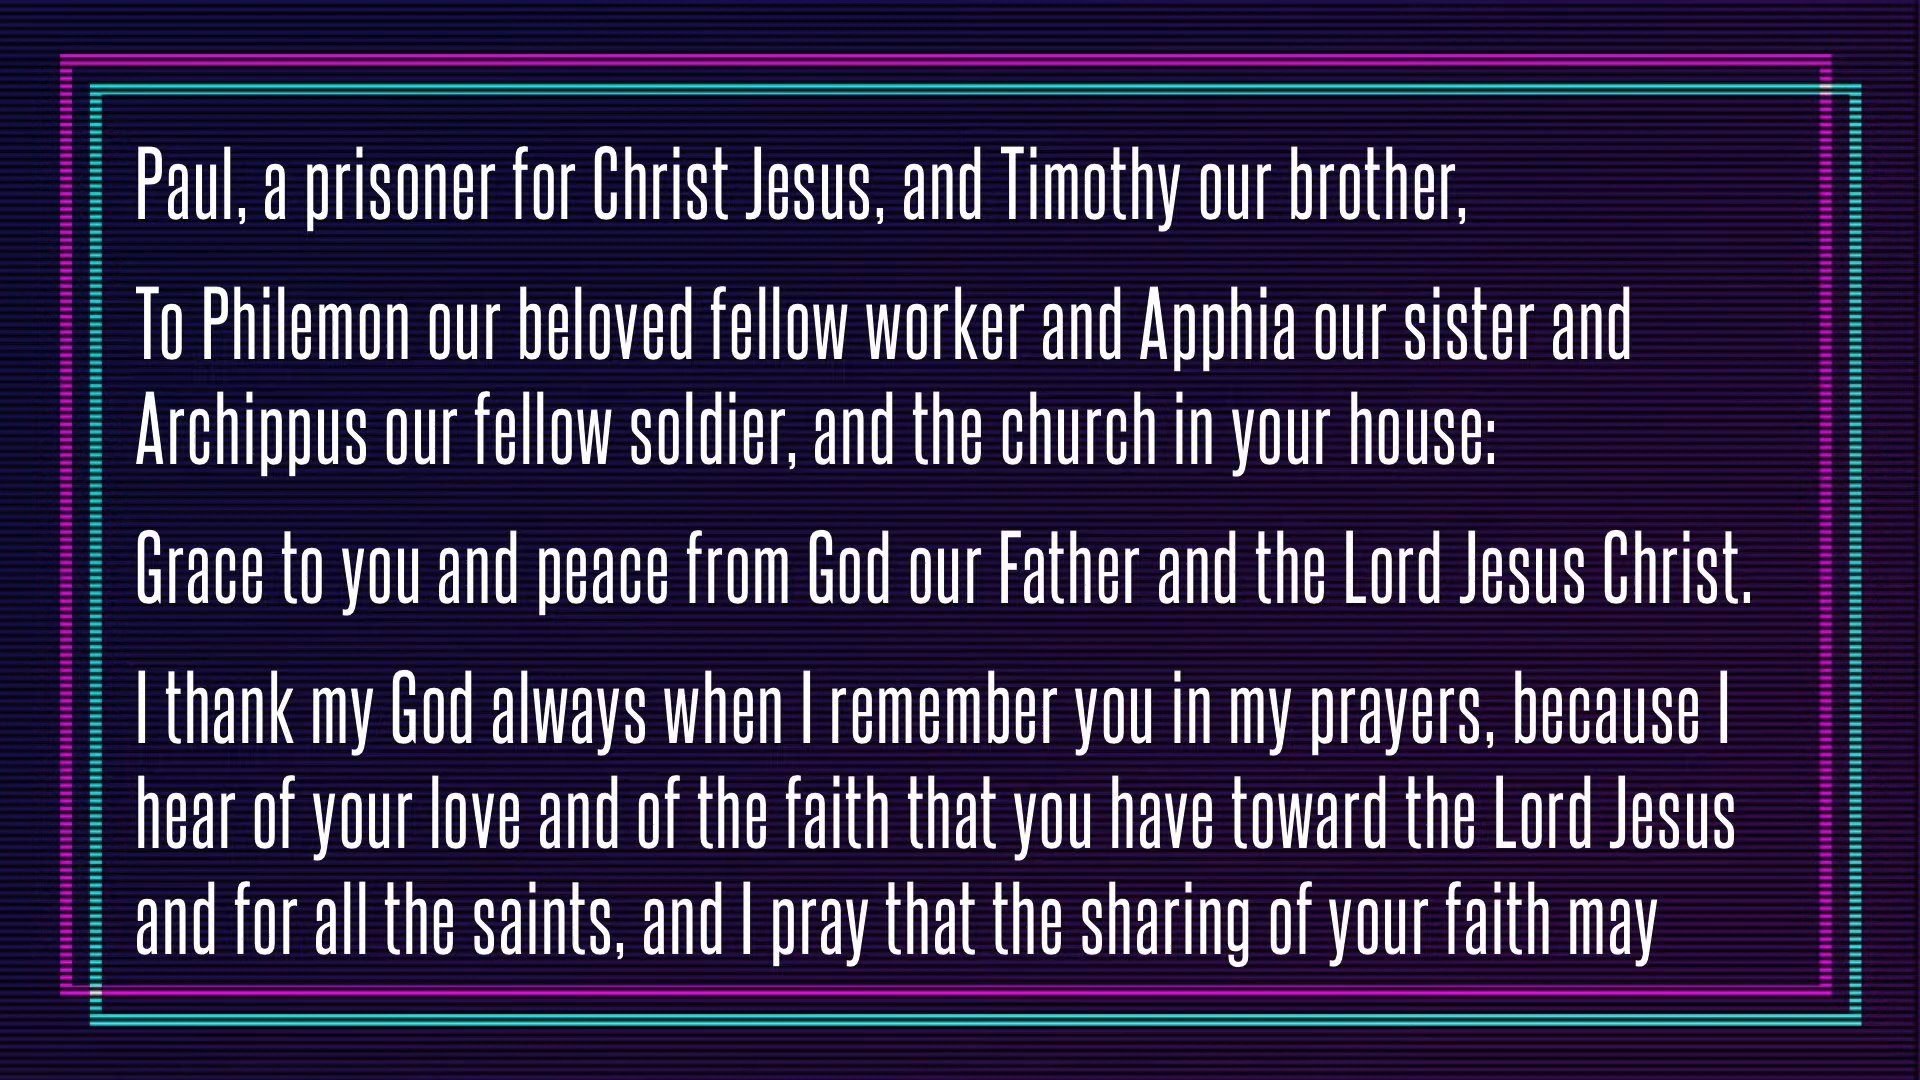 Paul, a prisoner for Christ Jesus, and Timothy our brother,
To Philemon our beloved fellow worker and Apphia our sister and
Archippus our fellow soldier, and the church in your house:
Grace to you and peace from God our Father and the Lord Jesus Christ.
I thank my God always when I remember you in my prayers, because I
hear of your love and of the faith that you have toward the Lord Jesus
and for all the saints, and I pray that the sharing of your faith may